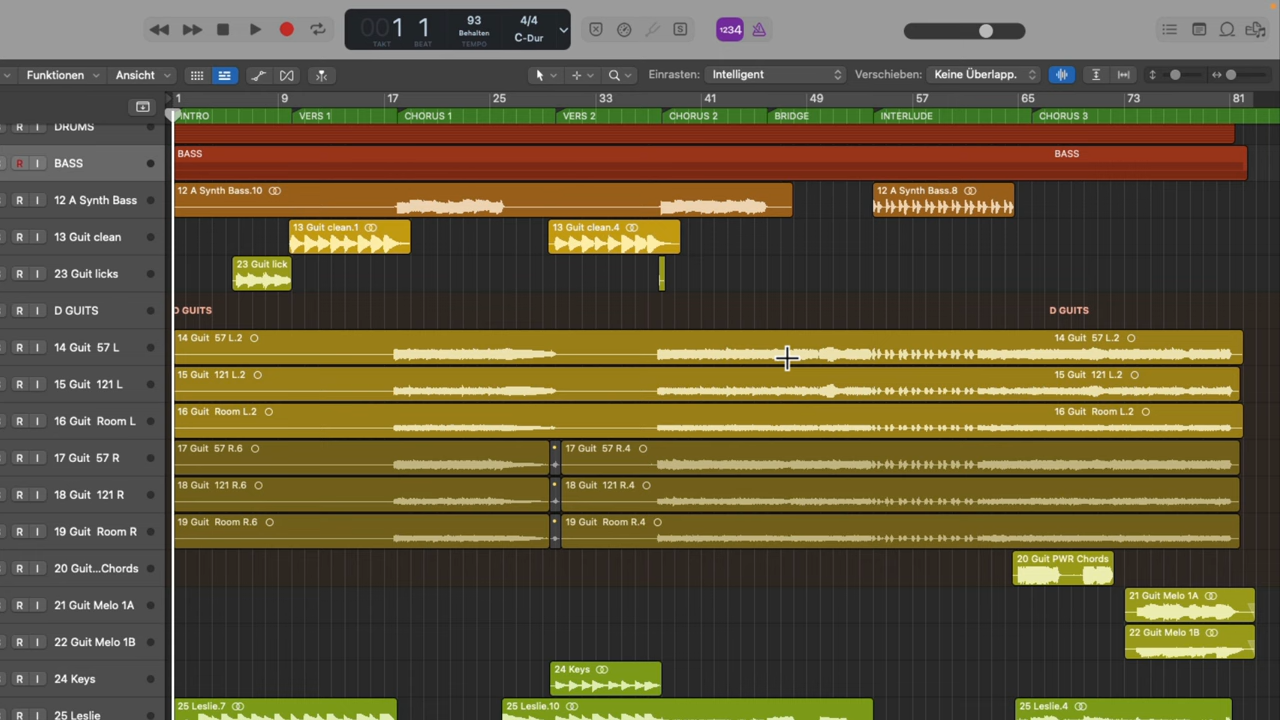 001 1
TAKT BEAT
93
Behalten
TEMPO
4/4
C-Dur
S
1234
Funktionen Ansicht Einrasten: Intelligent Verschieben: Keine Überlapp.
1 9 17 25 33 41 49 57 65 73 81
INTRO VERS 1 CHORUS 1 VERS 2 CHORUS 2 BRIDGE INTERLUDE CHORUS 3
R I DRUMS
R I BASS BASS BASS
R I 12 A Synth Bass 12 A Synth Bass.10 12 A Synth Bass.8
R I 13 Guit clean 13 Guit clean.1 13 Guit clean.4
R I 23 Guit licks 23 Guit lick
R I D GUITS D GUITS D GUITS
R I 14 Guit 57 L 14 Guit 57 L.2 14 Guit 57 L.2
R I 15 Guit 121 L 15 Guit 121 L.2 15 Guit 121 L.2
R I 16 Guit Room L 16 Guit Room L.2 16 Guit Room L.2
R I 17 Guit 57 R 17 Guit 57 R.6 17 Guit 57 R.4
R I 18 Guit 121 R 18 Guit 121 R.6 18 Guit 121 R.4
R I 19 Guit Room R 19 Guit Room R.6 19 Guit Room R.4
R I 20 Guit...Chords 20 Guit PWR Chords
R I 21 Guit Melo 1A 21 Guit Melo 1A
R I 22 Guit Melo 1B 22 Guit Melo 1B
R I 24 Keys 24 Keys
R I 25 Leslie 25 Leslie.7 25 Leslie.10 25 Leslie.4